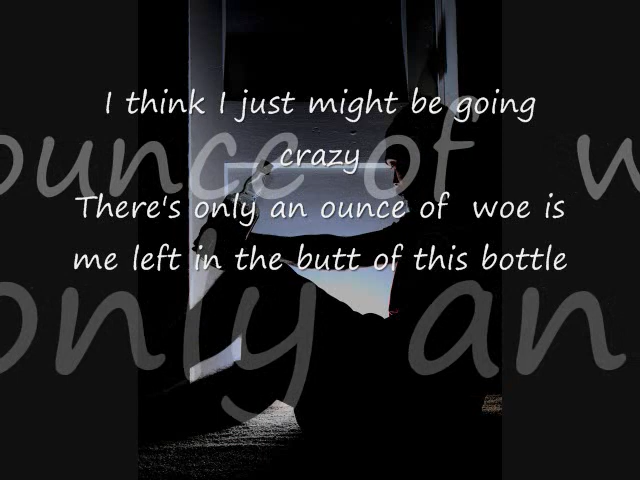 I think I just might be going
crazy
There's only an ounce of  woe is
me left in the butt of this bottle
ounce of w
only an